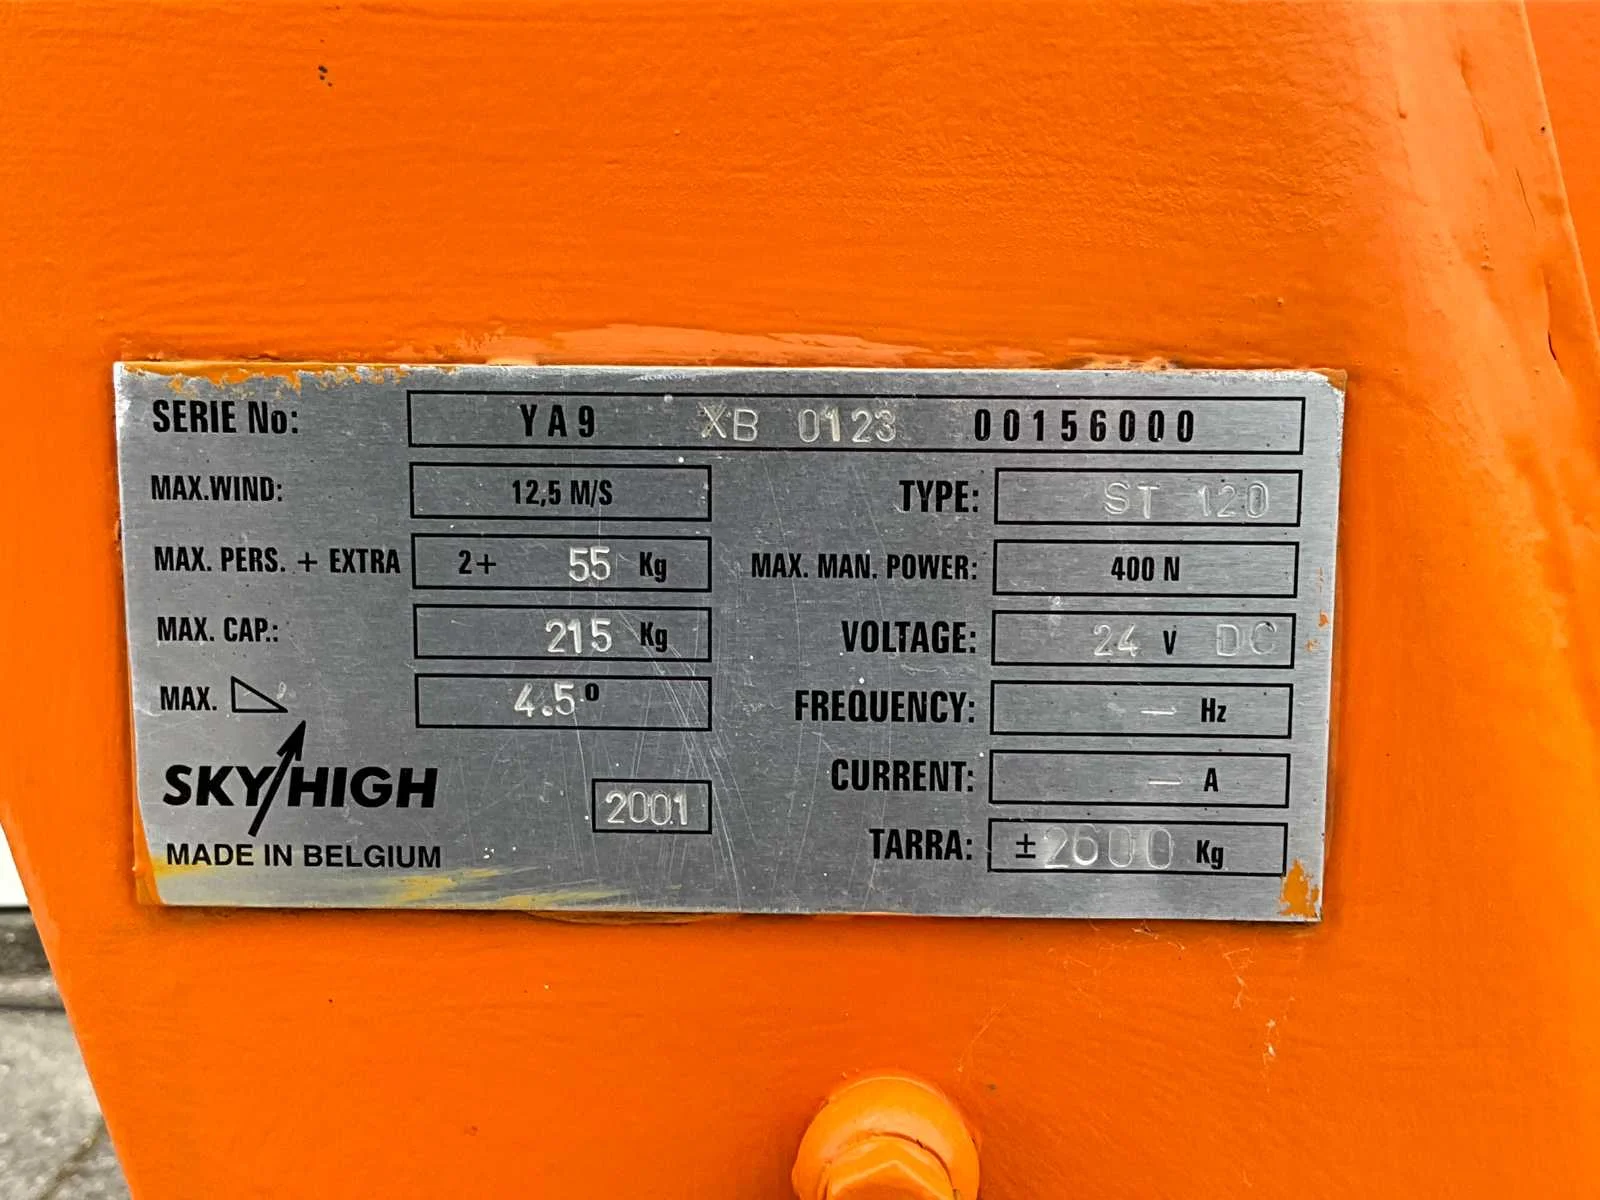 SERIE No: YA9 XB 0123 00156000
MAX.WIND: 12,5 M/S TYPE: ST 120
MAX. PERS. + EXTRA 2+ 55 Kg MAX. MAN. POWER: 400 N
MAX. CAP.: 215 Kg VOLTAGE: 24 V DC
MAX. 4.5° FREQUENCY: — Hz
SKYHIGH 2001 CURRENT: — A
MADE IN BELGIUM TARRA: ±2600 Kg